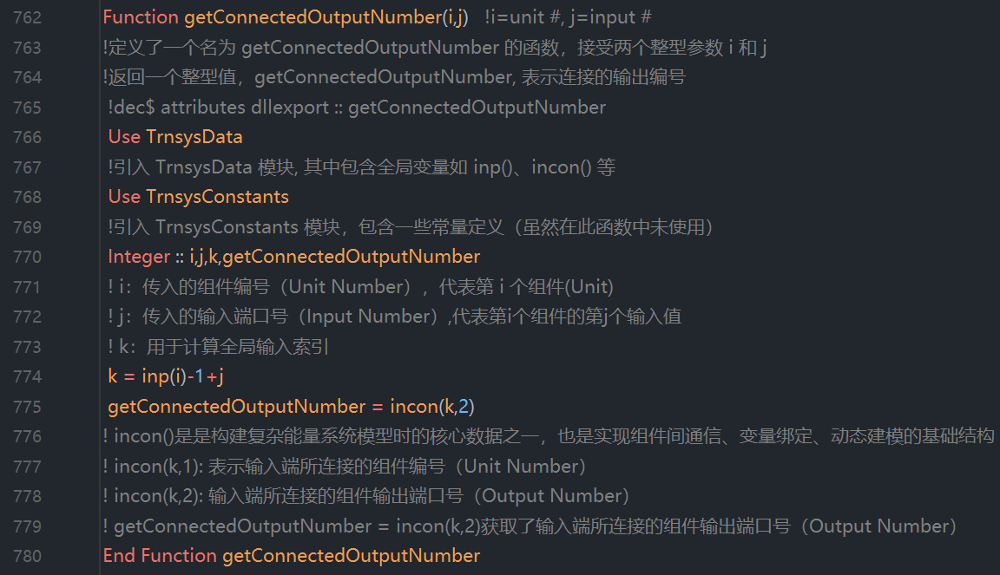 762 Function getConnectedOutputNumber(i,j) !i=unit #, j=input #
763 !定义了一个名为 getConnectedOutputNumber 的函数，接受两个整型参数 i 和 j
764 !返回一个整型值，getConnectedOutputNumber, 表示连接的输出编号
765 !dec$ attributes dllexport :: getConnectedOutputNumber
766 Use TrnsysData
767 !引入 TrnsysData 模块, 其中包含全局变量如 inp()、incon() 等
768 Use TrnsysConstants
769 !引入 TrnsysConstants 模块，包含一些常量定义（虽然在此函数中未使用）
770 Integer :: i,j,k,getConnectedOutputNumber
771 ! i：传入的组件编号（Unit Number），代表第 i 个组件(Unit)
772 ! j：传入的输入端口号（Input Number）,代表第i个组件的第j个输入值
773 ! k：用于计算全局输入索引
774 k = inp(i)-1+j
775 getConnectedOutputNumber = incon(k,2)
776 ! incon()是是构建复杂能量系统模型时的核心数据之一，也是实现组件间通信、变量绑定、动态建模的基础结构
777 ! incon(k,1): 表示输入端所连接的组件编号（Unit Number）
778 ! incon(k,2): 输入端所连接的组件输出端口号（Output Number）
779 ! getConnectedOutputNumber = incon(k,2)获取了输入端所连接的组件输出端口号（Output Number）
780 End Function getConnectedOutputNumber